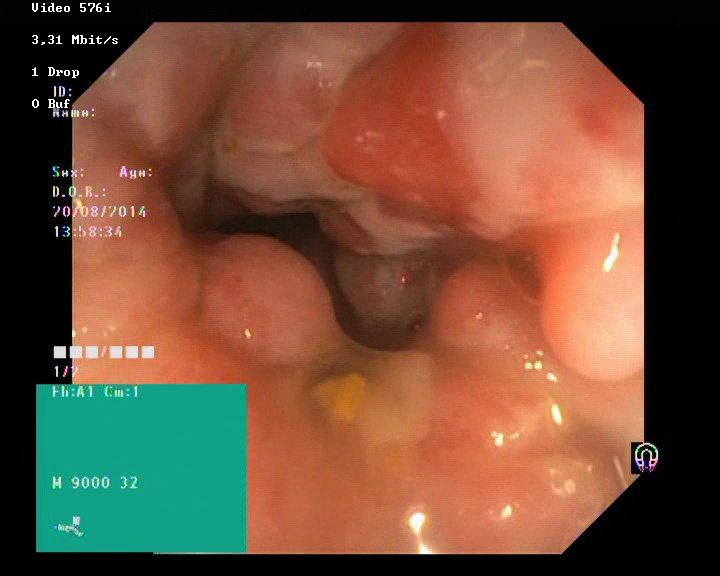 Video 576i
3,31 Mbit/s
1 Drop
ID:
0 Buf
Name:
Sex: Age:
D.O.B.:
20/08/2014
13:58:34
■■■/■■■
1/2
Eh:A1 Cm:1
M 9000 32